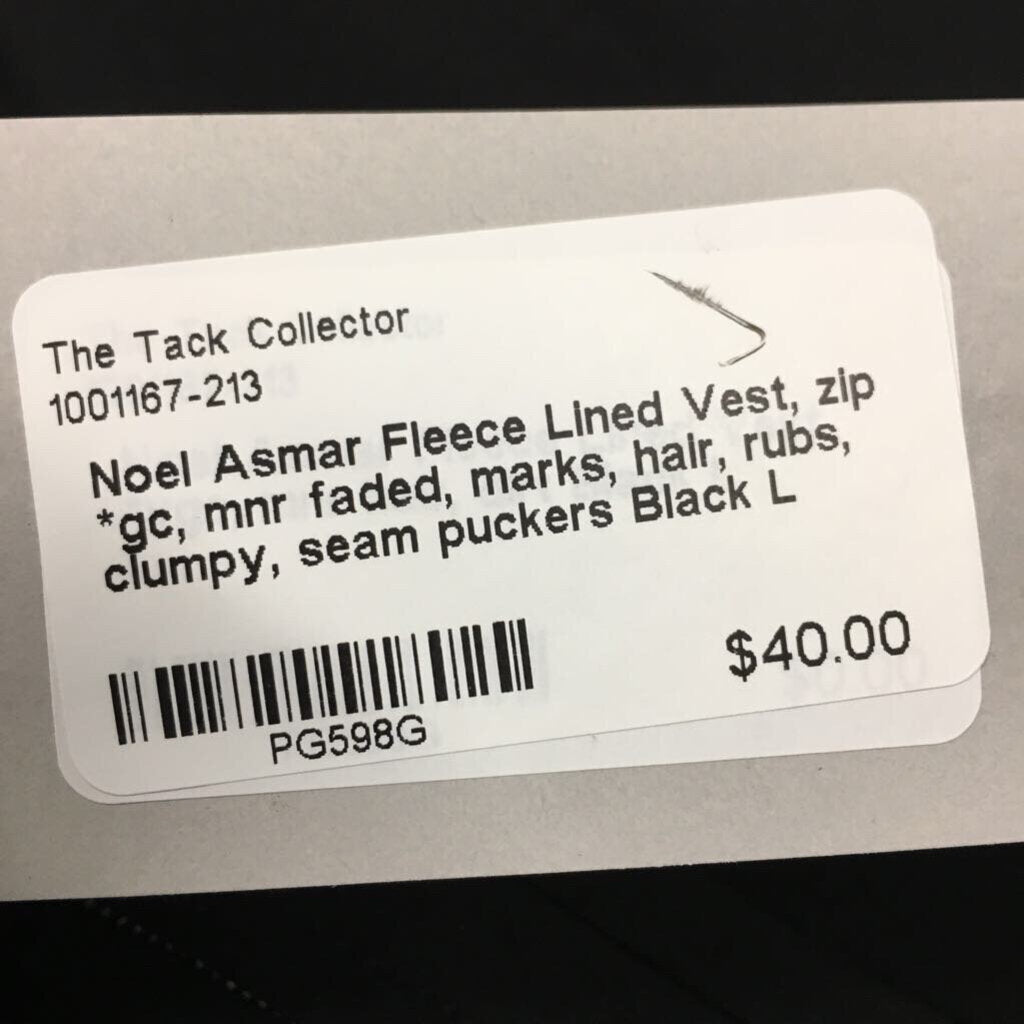 The Tack Collector
1001167-213
Noel Asmar Fleece Lined Vest, zip
*gc, mnr faded, marks, hair, rubs,
clumpy, seam puckers Black L
$40.00
PG598G